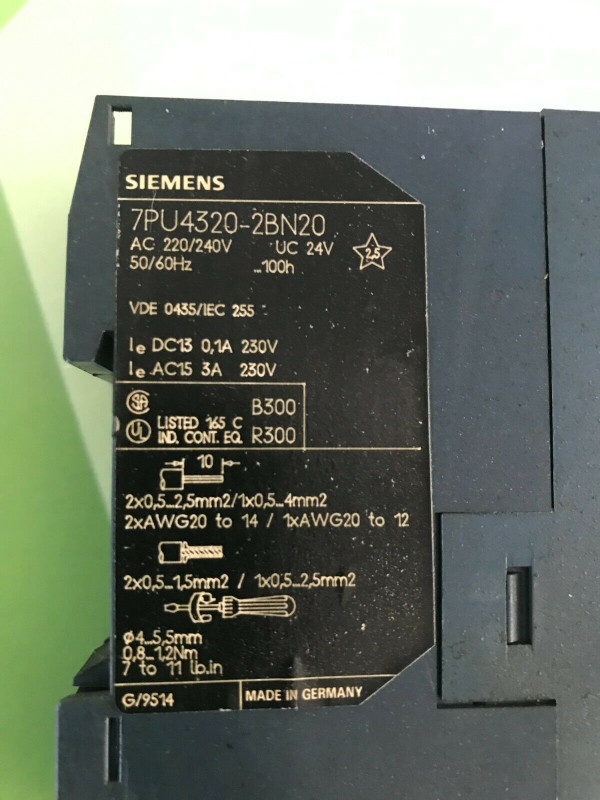 SIEMENS
7PU4320-2BN20
AC 220/240V UC 24V
50/60Hz ...100h
2,5
VDE 0435/IEC 255
Ie DC13 0,1A 230V
Ie AC15 3A 230V
SA B300
UL LISTED 165 C
IND. CONT. EQ. R300
10
2x0,5...2,5mm2/1x0,5...4mm2
2xAWG20 to 14 / 1xAWG20 to 12
2x0,5...1,5mm2 / 1x0,5...2,5mm2
Ø4...5,5mm
0,8...1,2Nm
7 to 11 lb.in
G/9514 MADE IN GERMANY